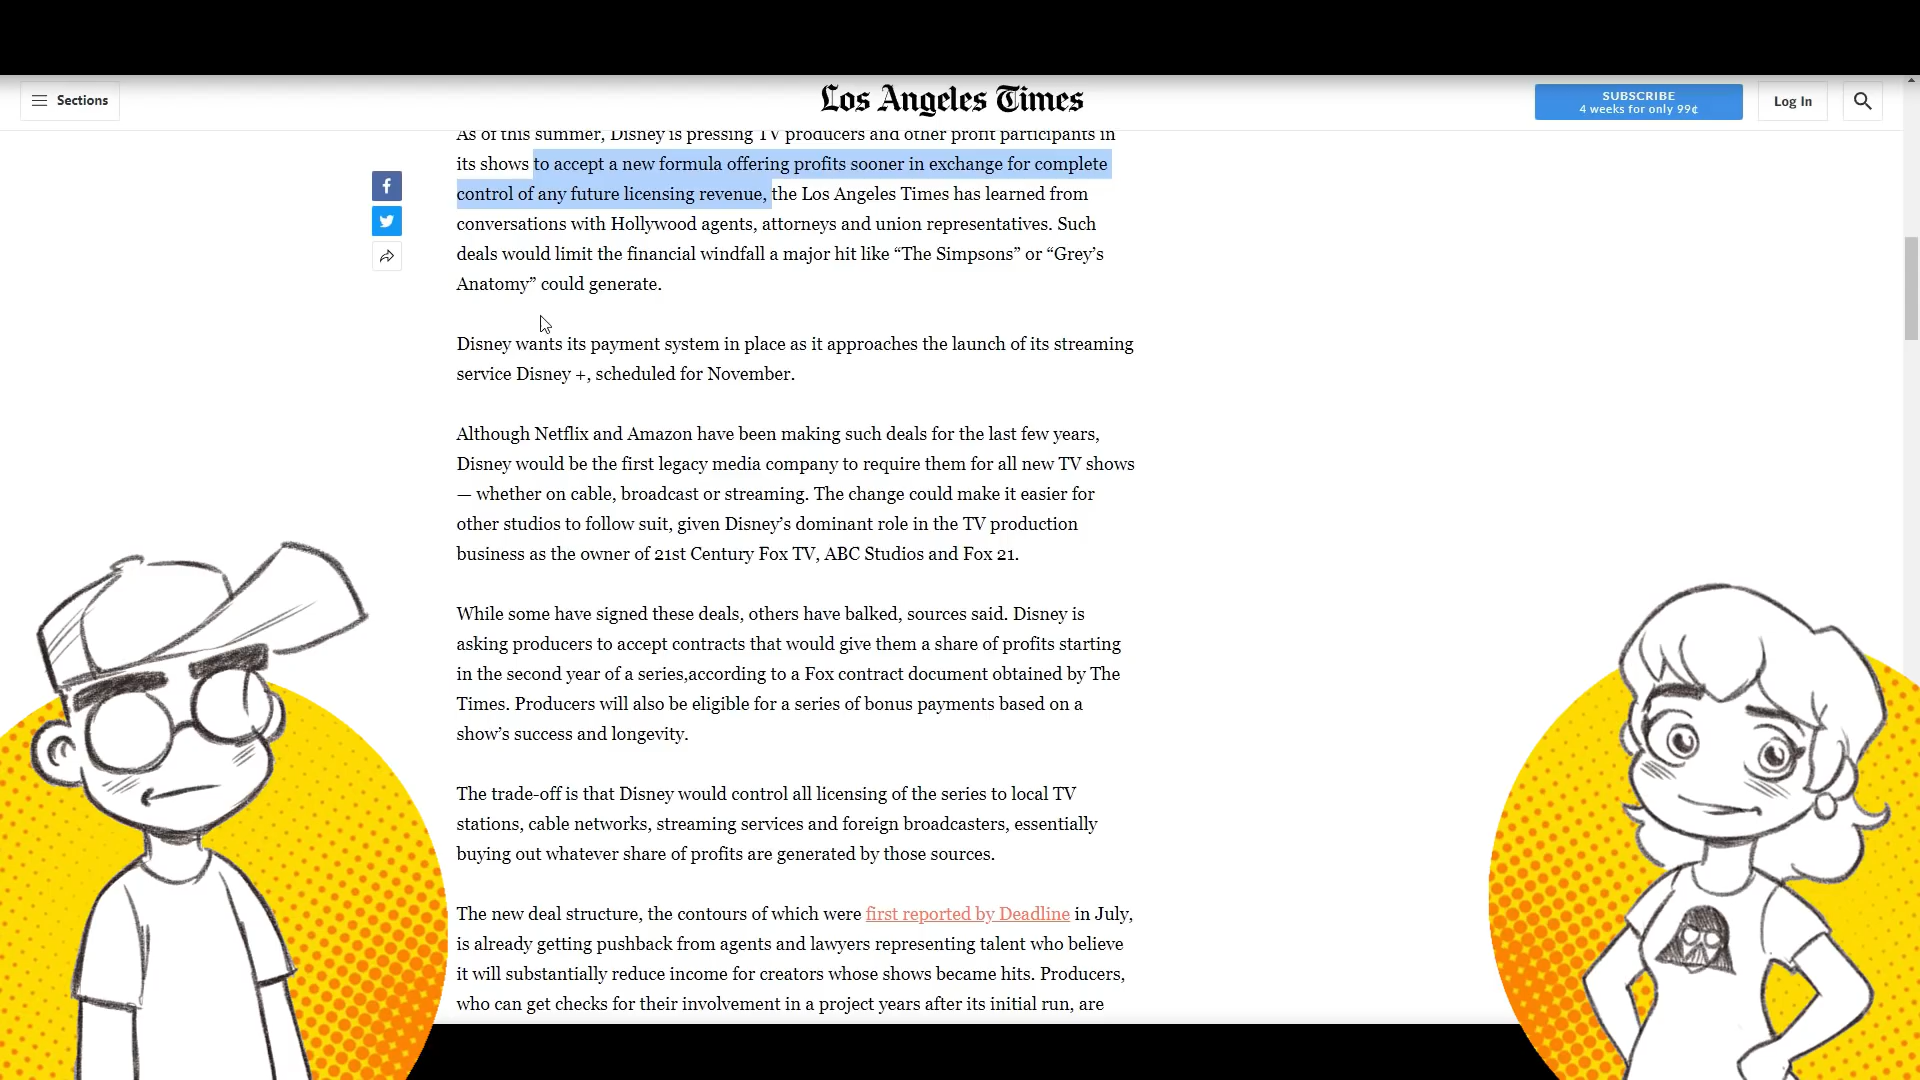 Sections
Los Angeles Times
SUBSCRIBE
4 weeks for only 99¢
Log In
As of this summer, Disney is pressing TV producers and other profit participants in
its shows to accept a new formula offering profits sooner in exchange for complete
control of any future licensing revenue, the Los Angeles Times has learned from
conversations with Hollywood agents, attorneys and union representatives. Such
deals would limit the financial windfall a major hit like “The Simpsons” or “Grey’s
Anatomy” could generate.
Disney wants its payment system in place as it approaches the launch of its streaming
service Disney +, scheduled for November.
Although Netflix and Amazon have been making such deals for the last few years,
Disney would be the first legacy media company to require them for all new TV shows
— whether on cable, broadcast or streaming. The change could make it easier for
other studios to follow suit, given Disney’s dominant role in the TV production
business as the owner of 21st Century Fox TV, ABC Studios and Fox 21.
While some have signed these deals, others have balked, sources said. Disney is
asking producers to accept contracts that would give them a share of profits starting
in the second year of a series,according to a Fox contract document obtained by The
Times. Producers will also be eligible for a series of bonus payments based on a
show’s success and longevity.
The trade-off is that Disney would control all licensing of the series to local TV
stations, cable networks, streaming services and foreign broadcasters, essentially
buying out whatever share of profits are generated by those sources.
The new deal structure, the contours of which were first reported by Deadline in July,
is already getting pushback from agents and lawyers representing talent who believe
it will substantially reduce income for creators whose shows became hits. Producers,
who can get checks for their involvement in a project years after its initial run, are